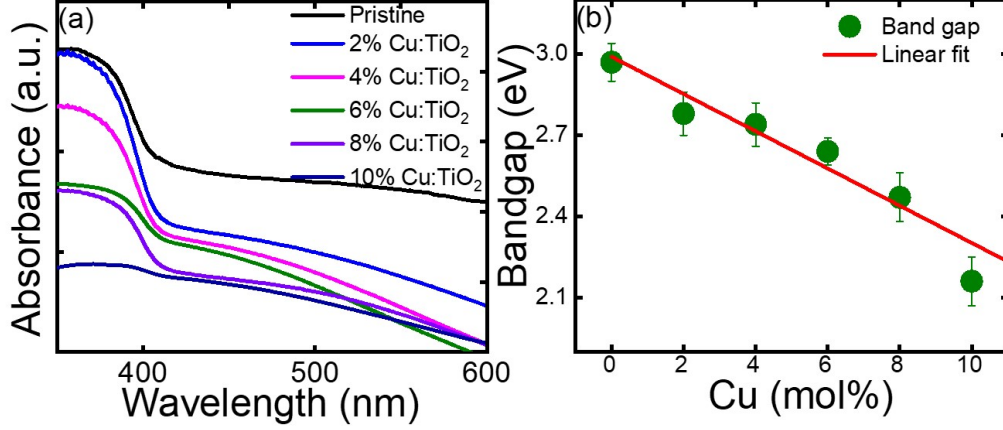 (a)
Pristine
2% Cu:TiO₂
4% Cu:TiO₂
6% Cu:TiO₂
8% Cu:TiO₂
10% Cu:TiO₂
Absorbance (a.u.)
400 500 600
Wavelength (nm)
(b)
Band gap
Linear fit
Bandgap (eV)
3.0
2.7
2.4
2.1
0 2 4 6 8 10
Cu (mol%)